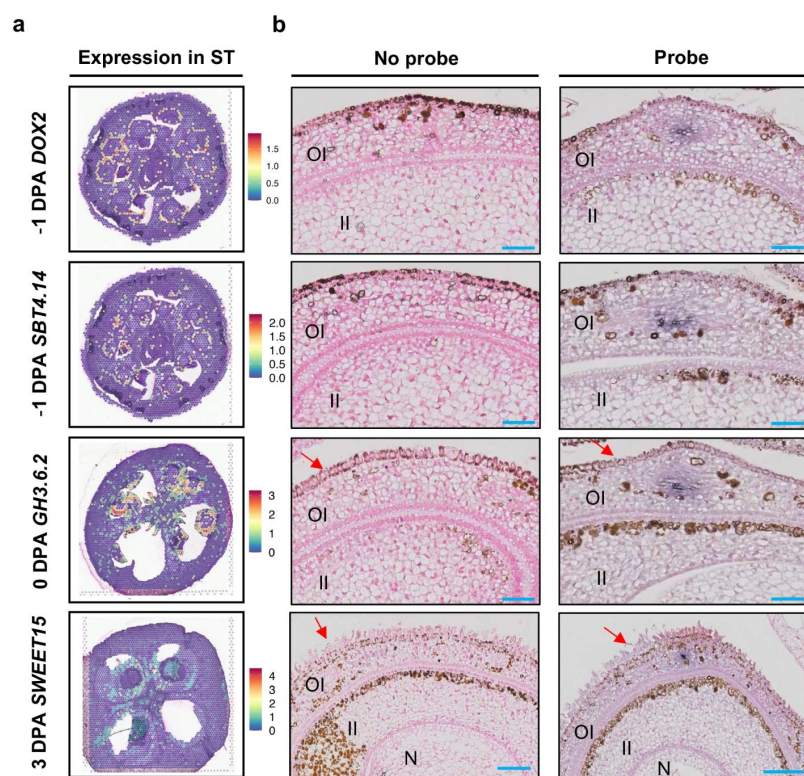 a
b
Expression in ST
No probe
Probe
-1 DPA DOX2
1.5
1.0
0.5
0.0
OI
II
OI
II
-1 DPA SBT4.14
2.0
1.5
1.0
0.5
0.0
OI
II
OI
II
0 DPA GH3.6.2
3
2
1
0
OI
II
OI
II
3 DPA SWEET15
4
3
2
1
0
OI
II
N
OI
II
N